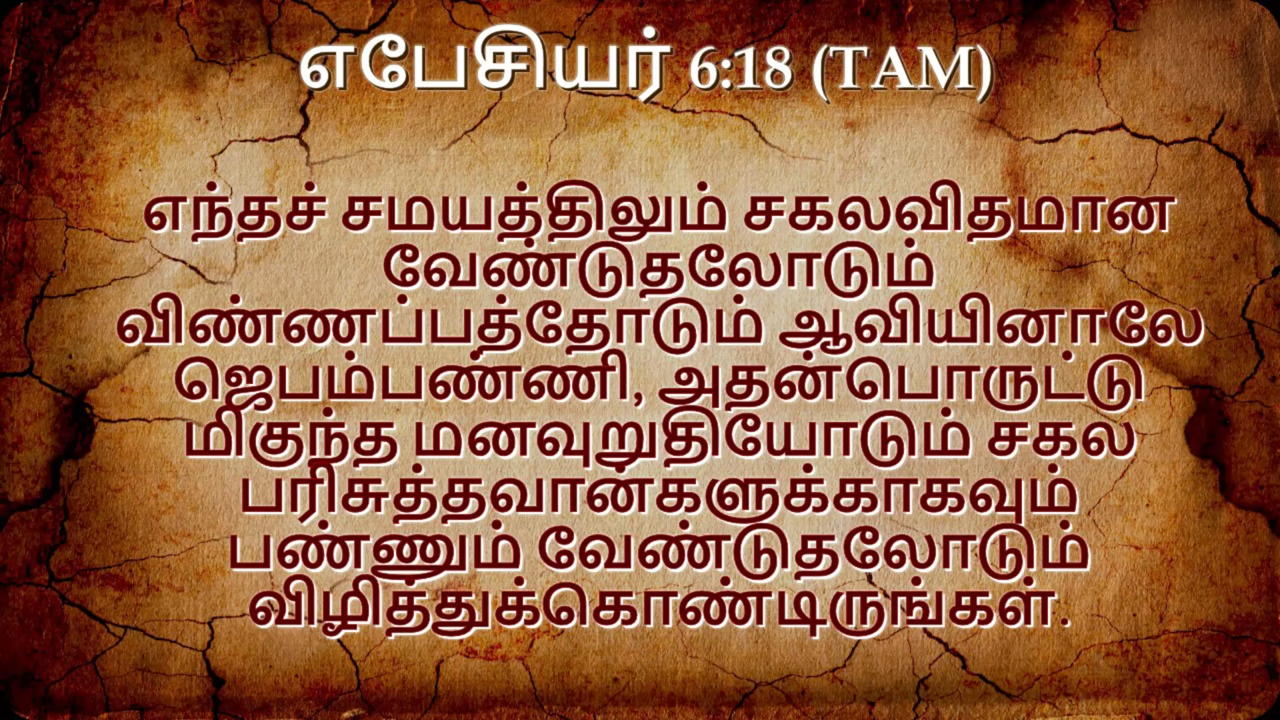 எபேசியர் 6:18 (TAM)
எந்தச் சமயத்திலும் சகலவிதமான
வேண்டுதலோடும்
விண்ணப்பத்தோடும் ஆவியினாலே
ஜெபம்பண்ணி, அதன்பொருட்டு
மிகுந்த மனவுறுதியோடும் சகல
பரிசுத்தவான்களுக்காகவும்
பண்ணும் வேண்டுதலோடும்
விழித்துக்கொண்டிருங்கள்.